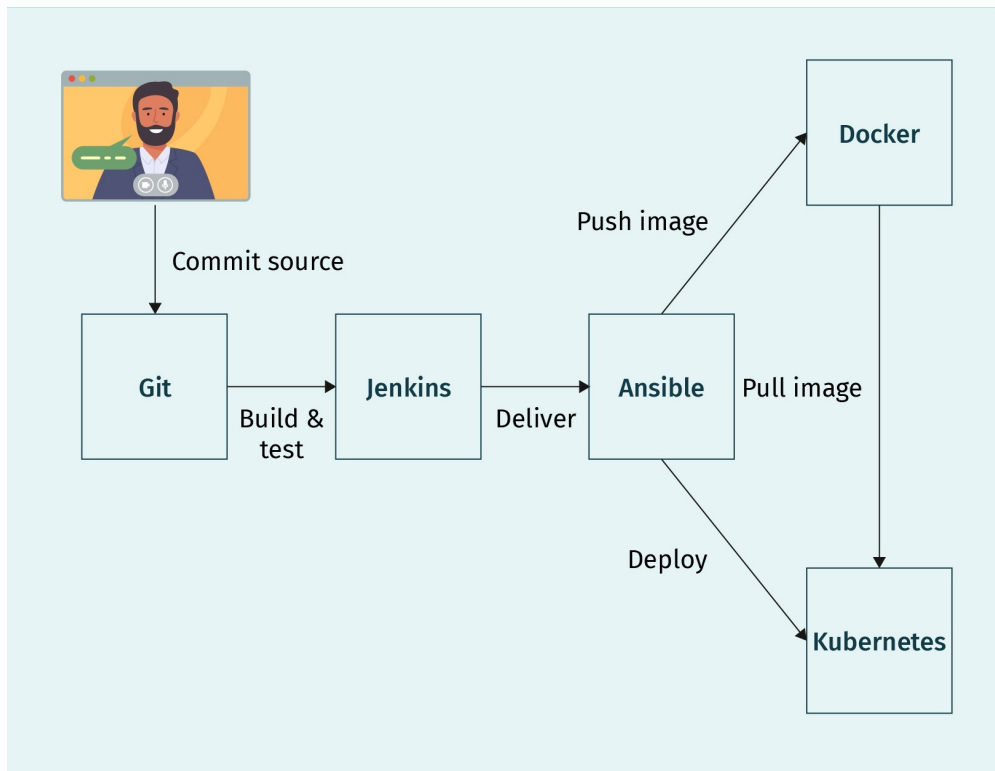 Docker
Push image
Commit source
Git
Jenkins
Ansible
Pull image
Build &
test
Deliver
Deploy
Kubernetes